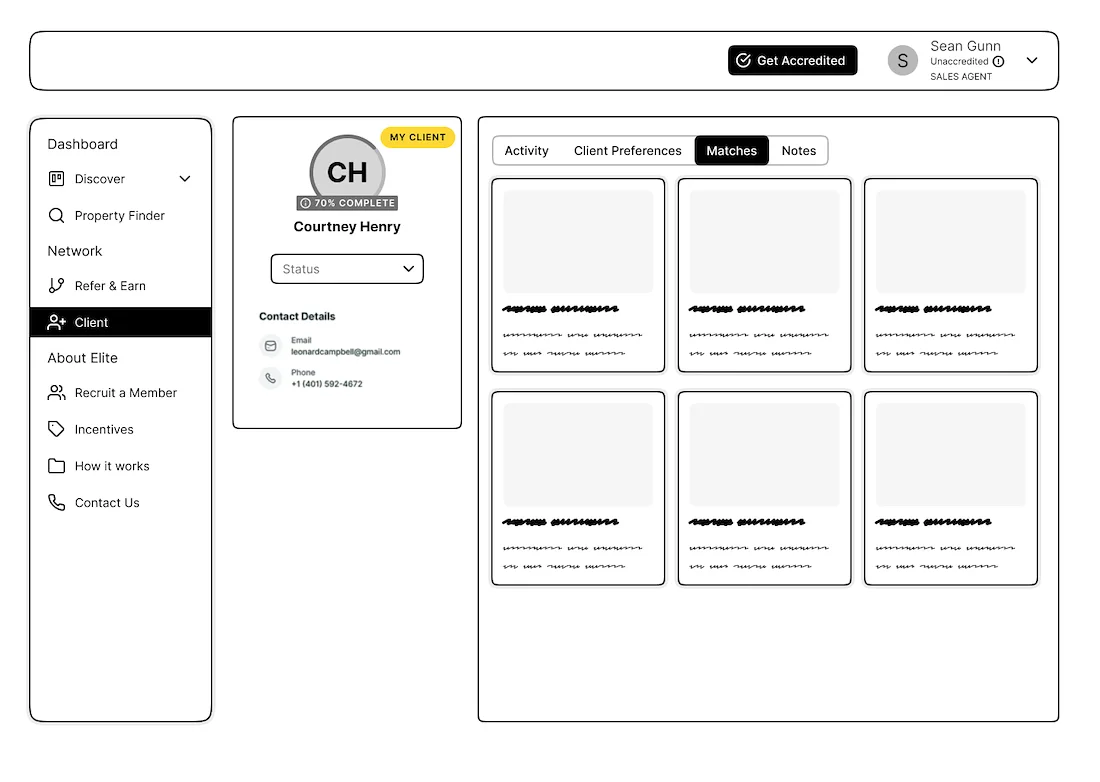 Get Accredited
S
Sean Gunn
Unaccredited
SALES AGENT
Dashboard
Discover
Property Finder
Network
Refer & Earn
Client
About Elite
Recruit a Member
Incentives
How it works
Contact Us
MY CLIENT
CH
70% COMPLETE
Courtney Henry
Status
Contact Details
Email
leonardcampbell@gmail.com
Phone
+1 (401) 592-4672
Activity
Client Preferences
Matches
Notes